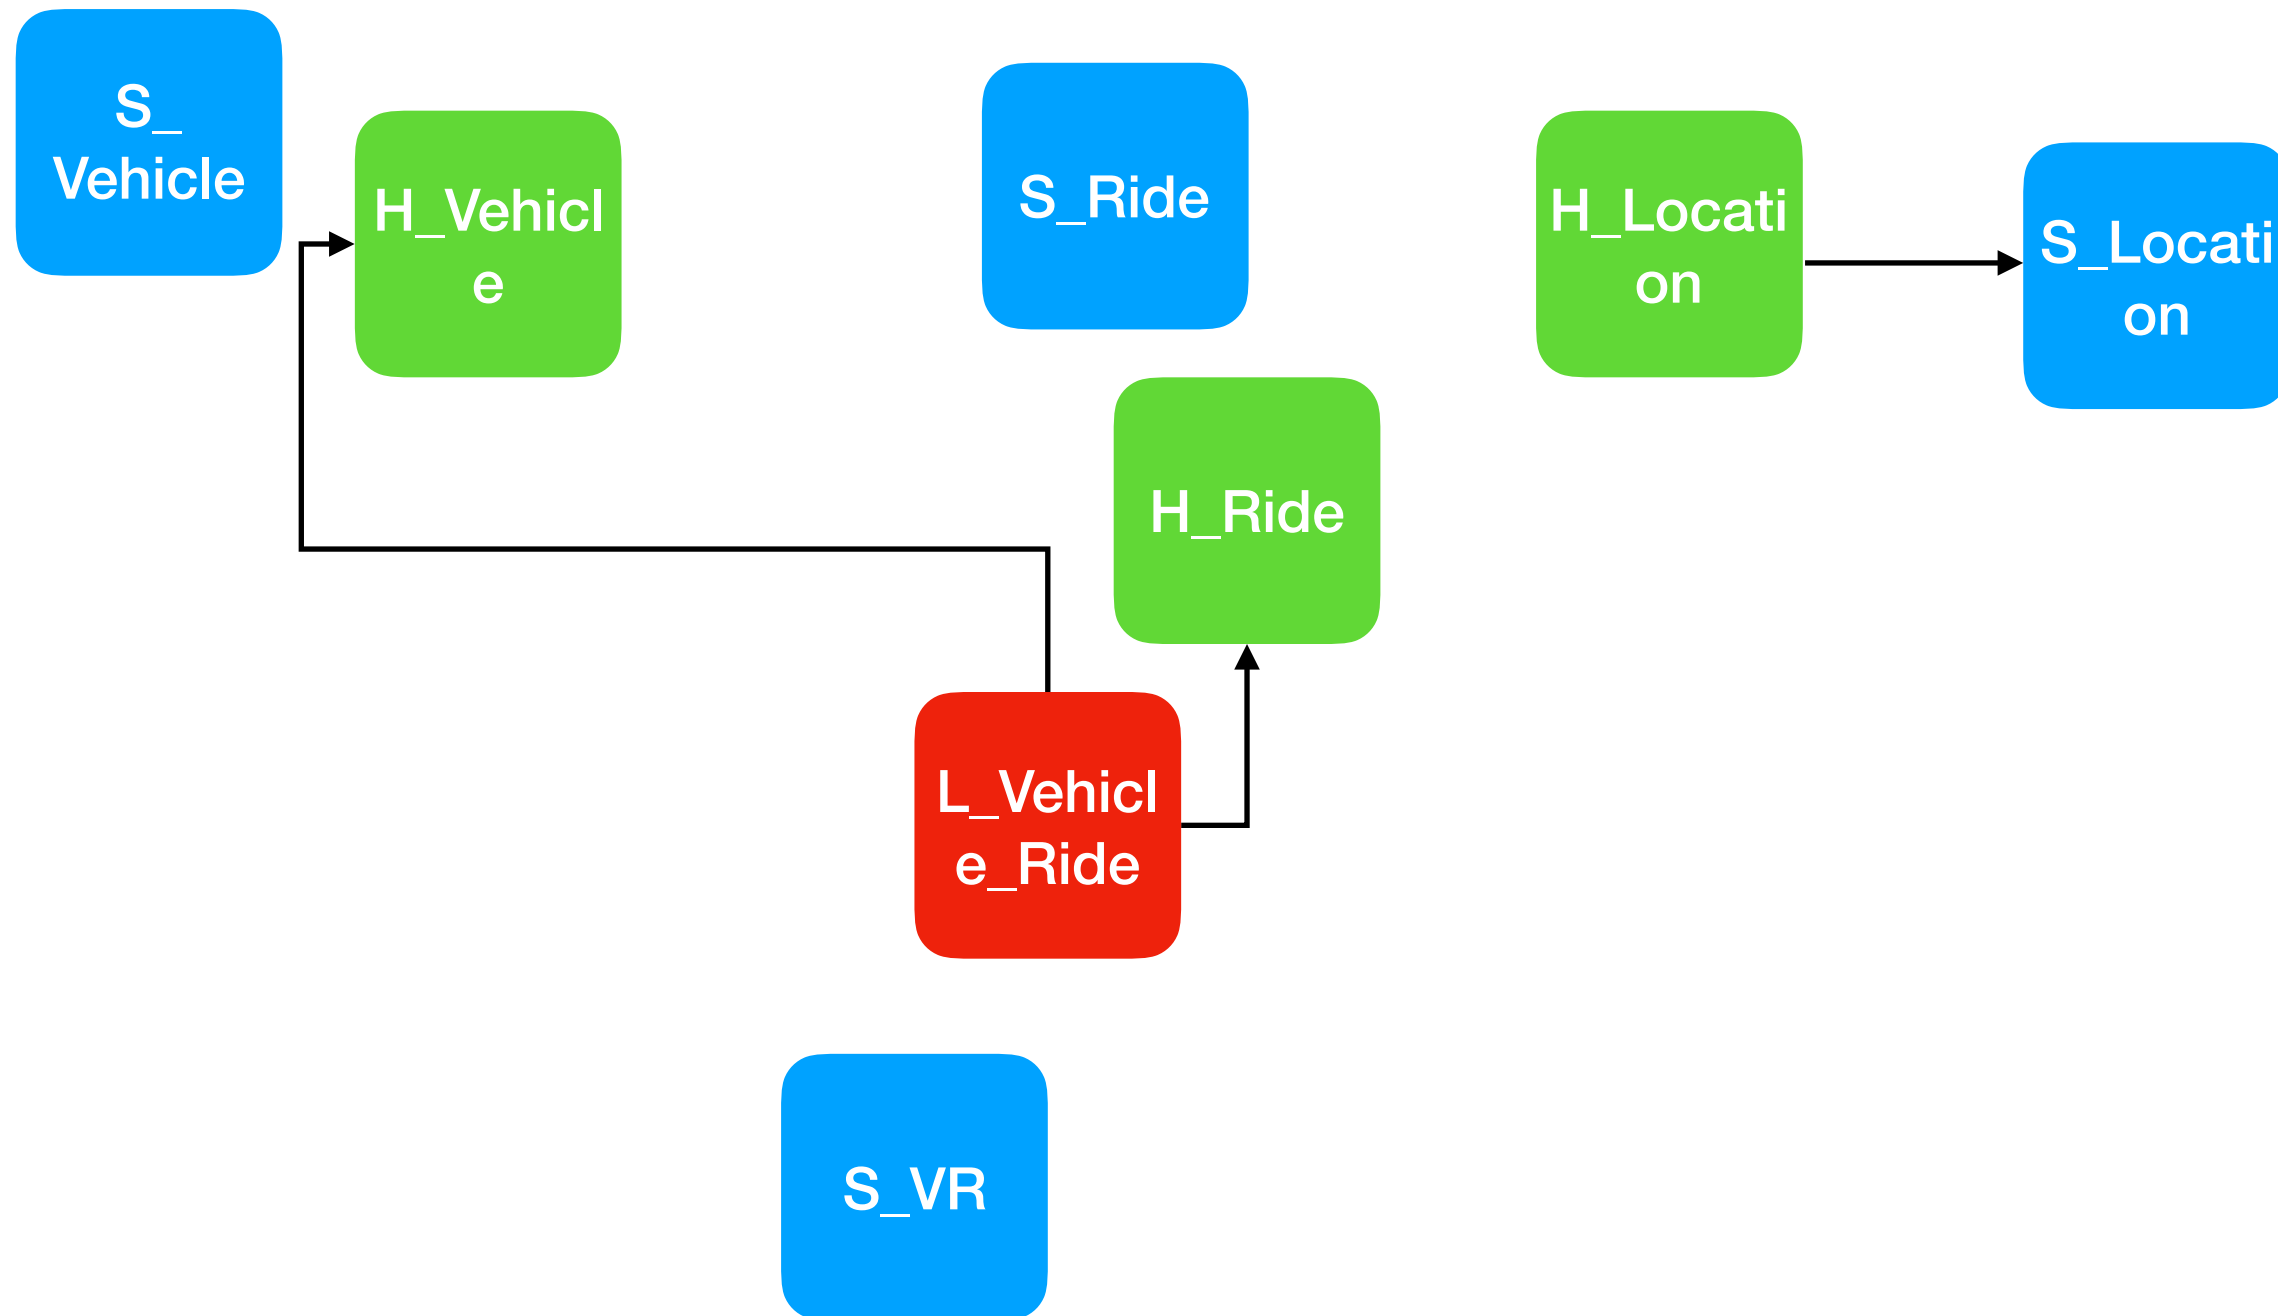 S_
Vehicle
H_Vehicl
e
S_Ride
H_Locati
on
S_Locati
on
H_Ride
L_Vehicl
e_Ride
S_VR